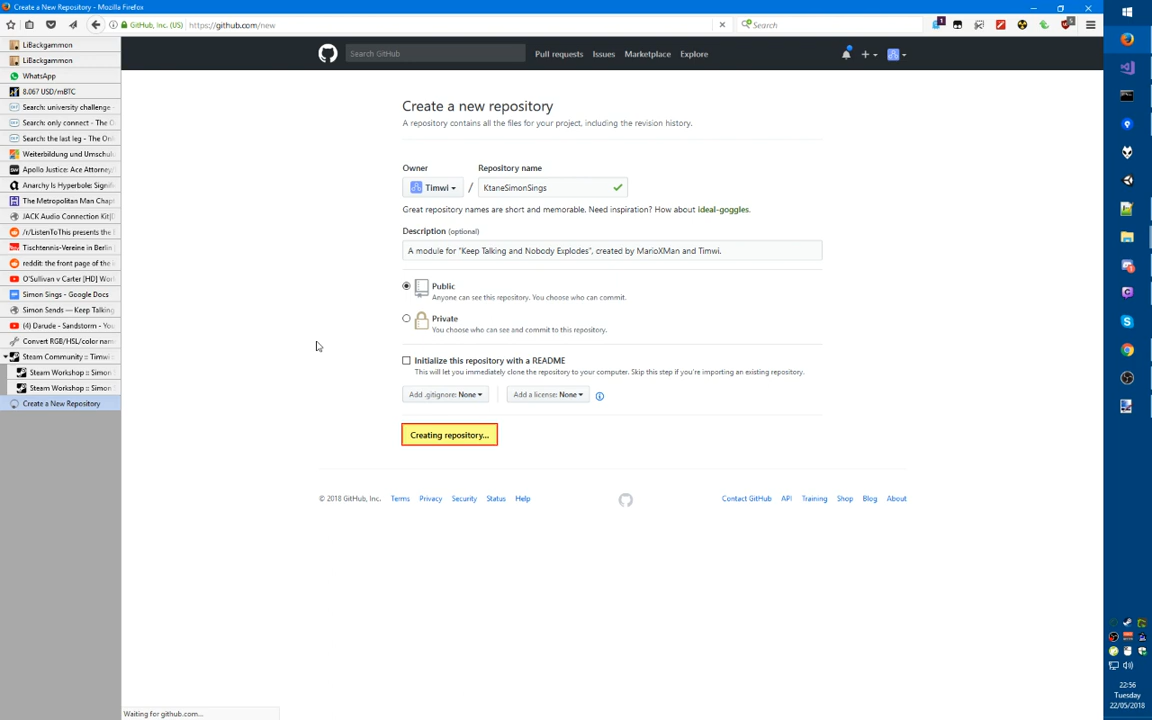 Create a New Repository - Mozilla Firefox
GitHub, Inc. (US)
https://github.com/new
Search
LiBackgammon
LiBackgammon
WhatsApp
8.067 USD/mBTC
Search: university challenge
Search: only connect - The O
Search: the last leg - The Onl
Weiterbildung und Umschul
Apollo Justice: Ace Attorney/
Anarchy Is Hyperbole: Signifi
The Metropolitan Man Chap
JACK Audio Connection Kit|
/r/ListenToThis presents the
Tischtennis-Vereine in Berlin
reddit: the front page of the
O'Sullivan v Carter [HD] Worl
Simon Sings - Google Docs
Simon Sends — Keep Talking
(4) Darude - Sandstorm - You
Convert RGB/HSL/color name
Steam Community :: Timwi
Steam Workshop :: Simon
Steam Workshop :: Simon
Create a New Repository
Search GitHub
Pull requests
Issues
Marketplace
Explore
Create a new repository
A repository contains all the files for your project, including the revision history.
Owner
Repository name
Timwi
/
KtaneSimonSings
Great repository names are short and memorable. Need inspiration? How about ideal-goggles.
Description (optional)
A module for “Keep Talking and Nobody Explodes”, created by MarioXMan and Timwi.
Public
Anyone can see this repository. You choose who can commit.
Private
You choose who can see and commit to this repository.
Initialize this repository with a README
This will let you immediately clone the repository to your computer. Skip this step if you're importing an existing repository.
Add .gitignore: None
Add a license: None
Creating repository...
© 2018 GitHub, Inc.
Terms
Privacy
Security
Status
Help
Contact GitHub
API
Training
Shop
Blog
About
Waiting for github.com...
22:56
Tuesday
22/05/2018